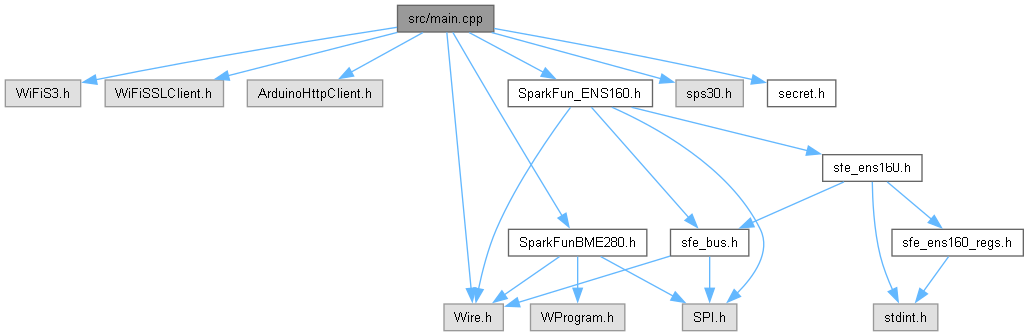 src/main.cpp
WiFiS3.h
WiFiSSLClient.h
ArduinoHttpClient.h
SparkFun_ENS160.h
sps30.h
secret.h
sfe_ens160.h
SparkFunBME280.h
sfe_bus.h
sfe_ens160_regs.h
Wire.h
WProgram.h
SPI.h
stdint.h